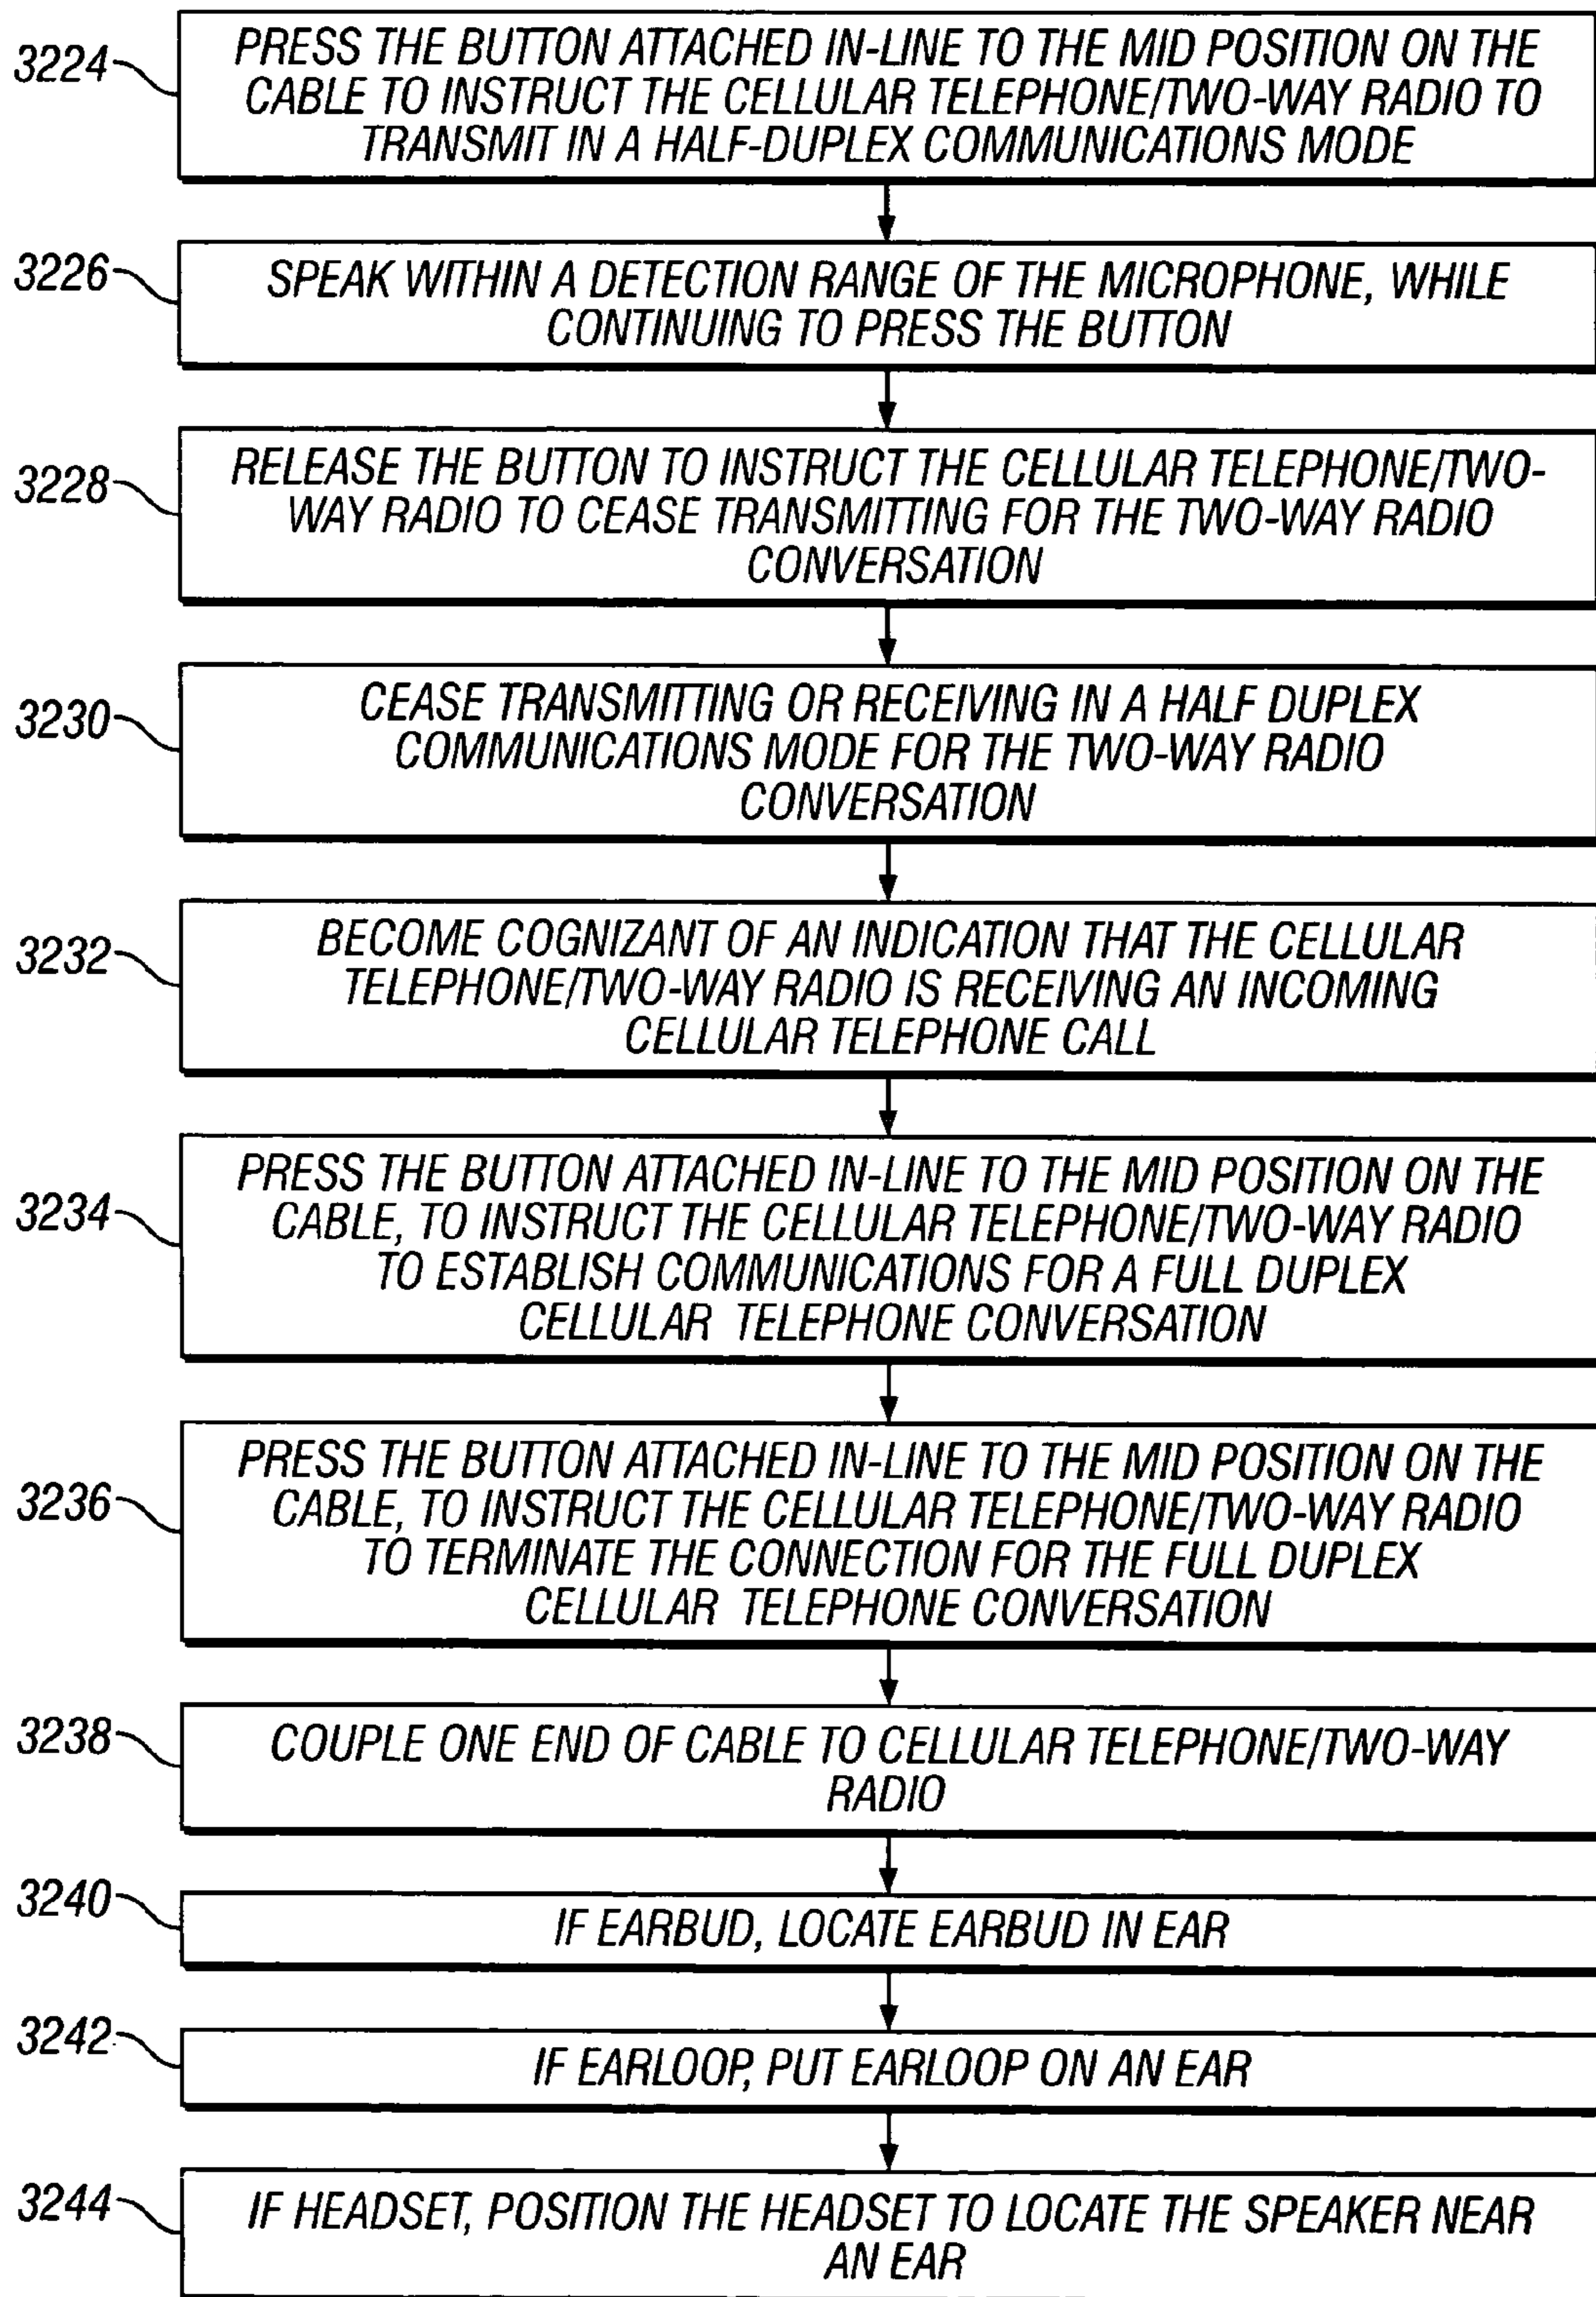 3224
PRESS THE BUTTON ATTACHED IN-LINE TO THE MID POSITION ON THE
CABLE TO INSTRUCT THE CELLULAR TELEPHONE/TWO-WAY RADIO TO
TRANSMIT IN A HALF-DUPLEX COMMUNICATIONS MODE
3226
SPEAK WITHIN A DETECTION RANGE OF THE MICROPHONE, WHILE
CONTINUING TO PRESS THE BUTTON
3228
RELEASE THE BUTTON TO INSTRUCT THE CELLULAR TELEPHONE/TWO-
WAY RADIO TO CEASE TRANSMITTING FOR THE TWO-WAY RADIO
CONVERSATION
3230
CEASE TRANSMITTING OR RECEIVING IN A HALF DUPLEX
COMMUNICATIONS MODE FOR THE TWO-WAY RADIO
CONVERSATION
3232
BECOME COGNIZANT OF AN INDICATION THAT THE CELLULAR
TELEPHONE/TWO-WAY RADIO IS RECEIVING AN INCOMING
CELLULAR TELEPHONE CALL
3234
PRESS THE BUTTON ATTACHED IN-LINE TO THE MID POSITION ON THE
CABLE, TO INSTRUCT THE CELLULAR TELEPHONE/TWO-WAY RADIO
TO ESTABLISH COMMUNICATIONS FOR A FULL DUPLEX
CELLULAR TELEPHONE CONVERSATION
3236
PRESS THE BUTTON ATTACHED IN-LINE TO THE MID POSITION ON THE
CABLE, TO INSTRUCT THE CELLULAR TELEPHONE/TWO-WAY RADIO
TO TERMINATE THE CONNECTION FOR THE FULL DUPLEX
CELLULAR TELEPHONE CONVERSATION
3238
COUPLE ONE END OF CABLE TO CELLULAR TELEPHONE/TWO-WAY
RADIO
3240
IF EARBUD, LOCATE EARBUD IN EAR
3242
IF EARLOOP, PUT EARLOOP ON AN EAR
3244
IF HEADSET, POSITION THE HEADSET TO LOCATE THE SPEAKER NEAR
AN EAR